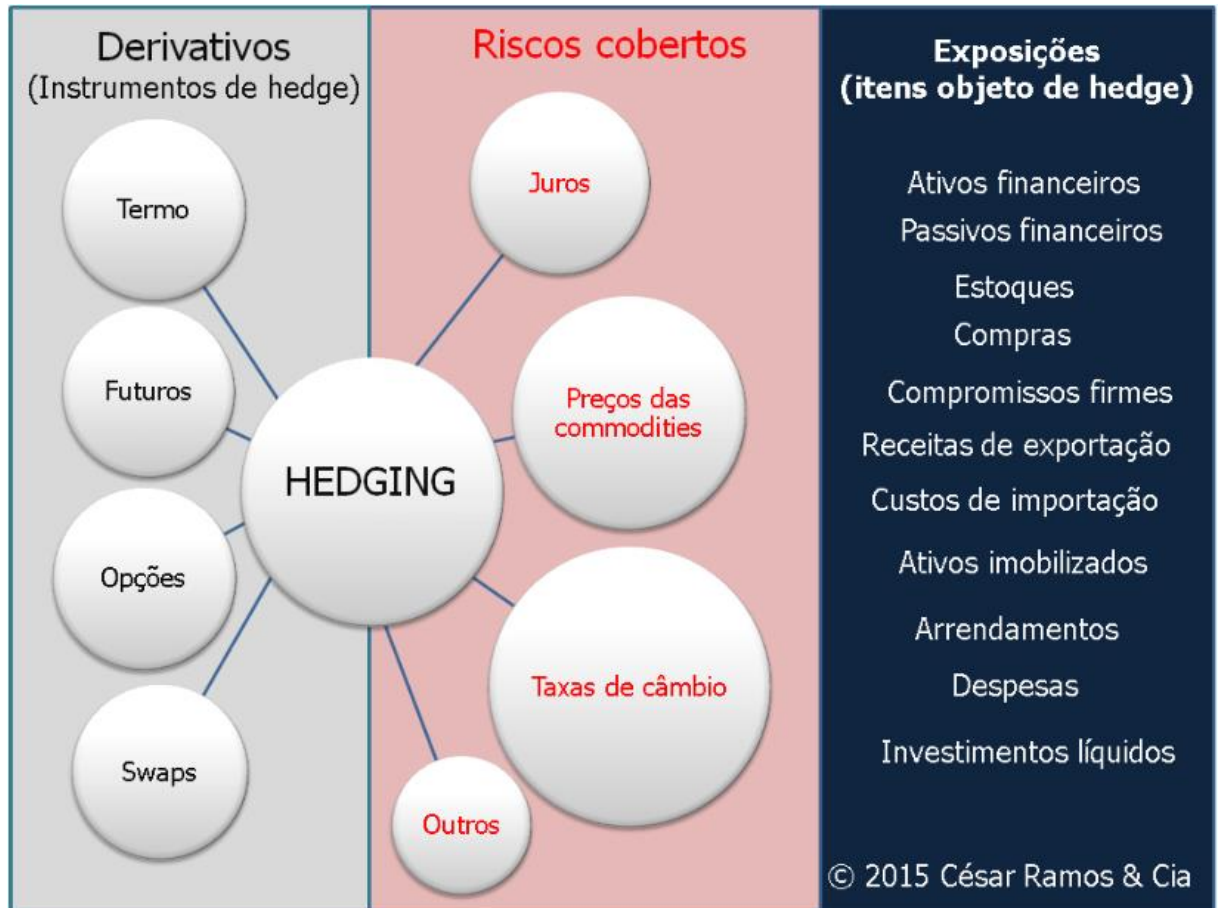 Derivativos
(Instrumentos de hedge)
Termo
Futuros
Opções
Swaps
HEDGING
Riscos cobertos
Juros
Preços das
commodities
Taxas de câmbio
Outros
Exposições
(itens objeto de hedge)
Ativos financeiros
Passivos financeiros
Estoques
Compras
Compromissos firmes
Receitas de exportação
Custos de importação
Ativos imobilizados
Arrendamentos
Despesas
Investimentos líquidos
© 2015 César Ramos & Cia